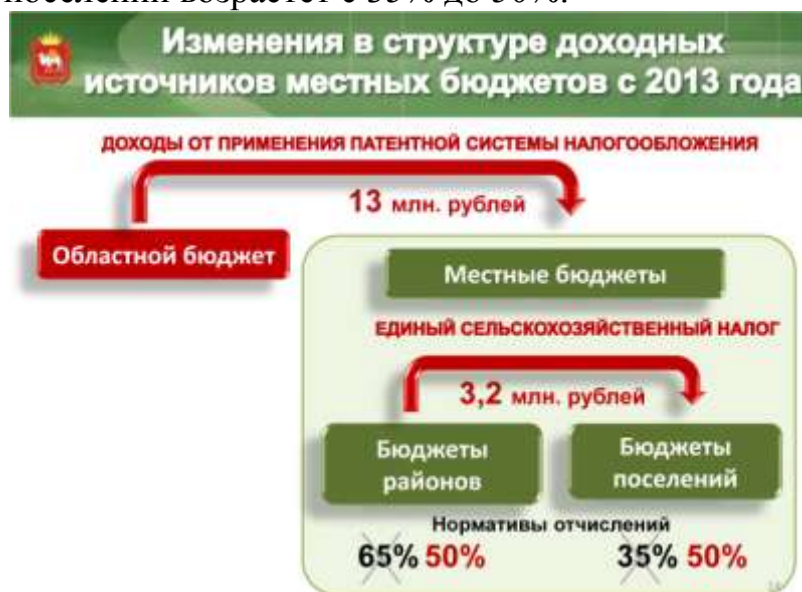 поселений возрастет с 35% до 50%.
Изменения в структуре доходных
источников местных бюджетов с 2013 года
ДОХОДЫ ОТ ПРИМЕНЕНИЯ ПАТЕНТНОЙ СИСТЕМЫ НАЛОГООБЛОЖЕНИЯ
13 млн. рублей
Областной бюджет
Местные бюджеты
ЕДИНЫЙ СЕЛЬСКОХОЗЯЙСТВЕННЫЙ НАЛОГ
3,2 млн. рублей
Бюджеты районов
Бюджеты поселений
Нормативы отчислений
65% 50% 35% 50%